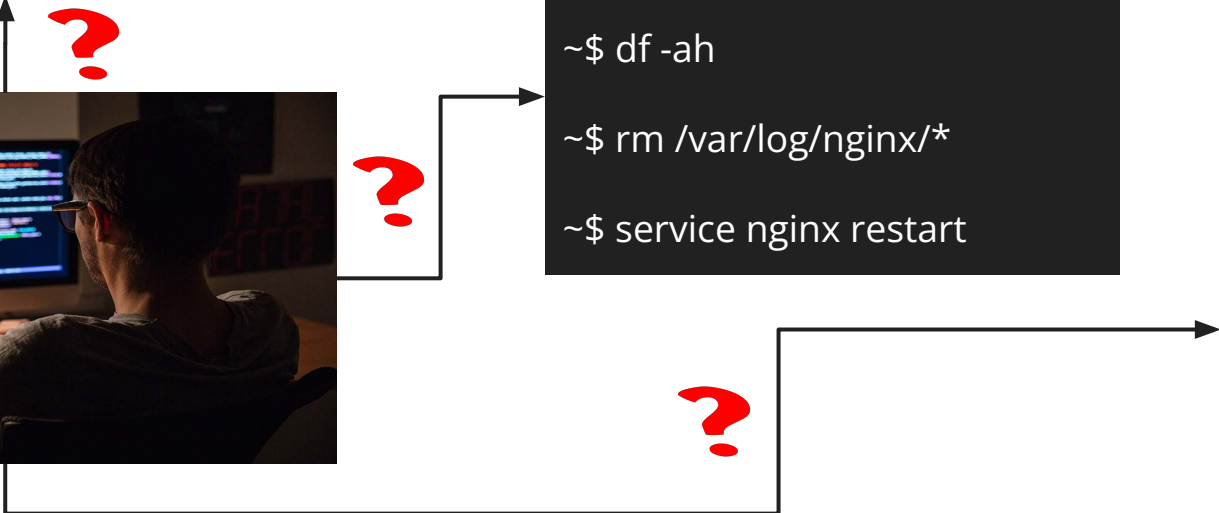 ?
~$ df -ah
~$ rm /var/log/nginx/*
?
~$ service nginx restart
?